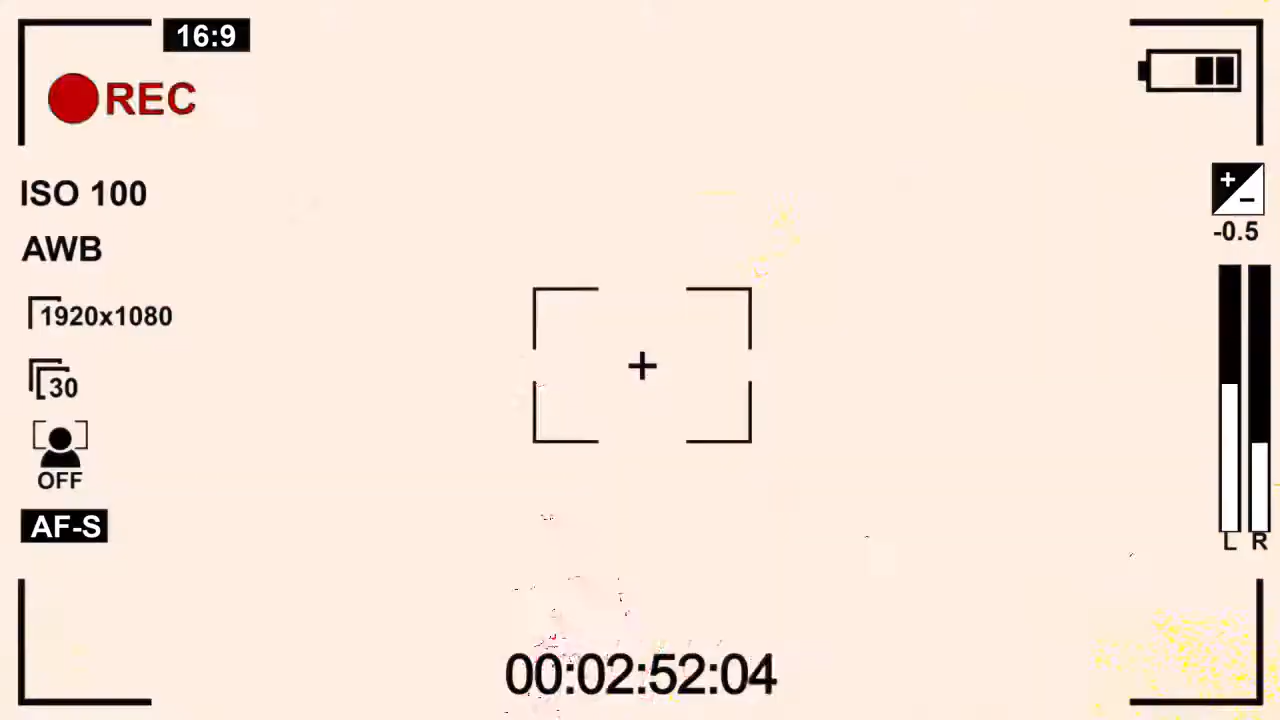 16:9
REC
ISO 100
AWB
-0.5
1920x1080
30
OFF
AF-S
L R
00:02:52:04